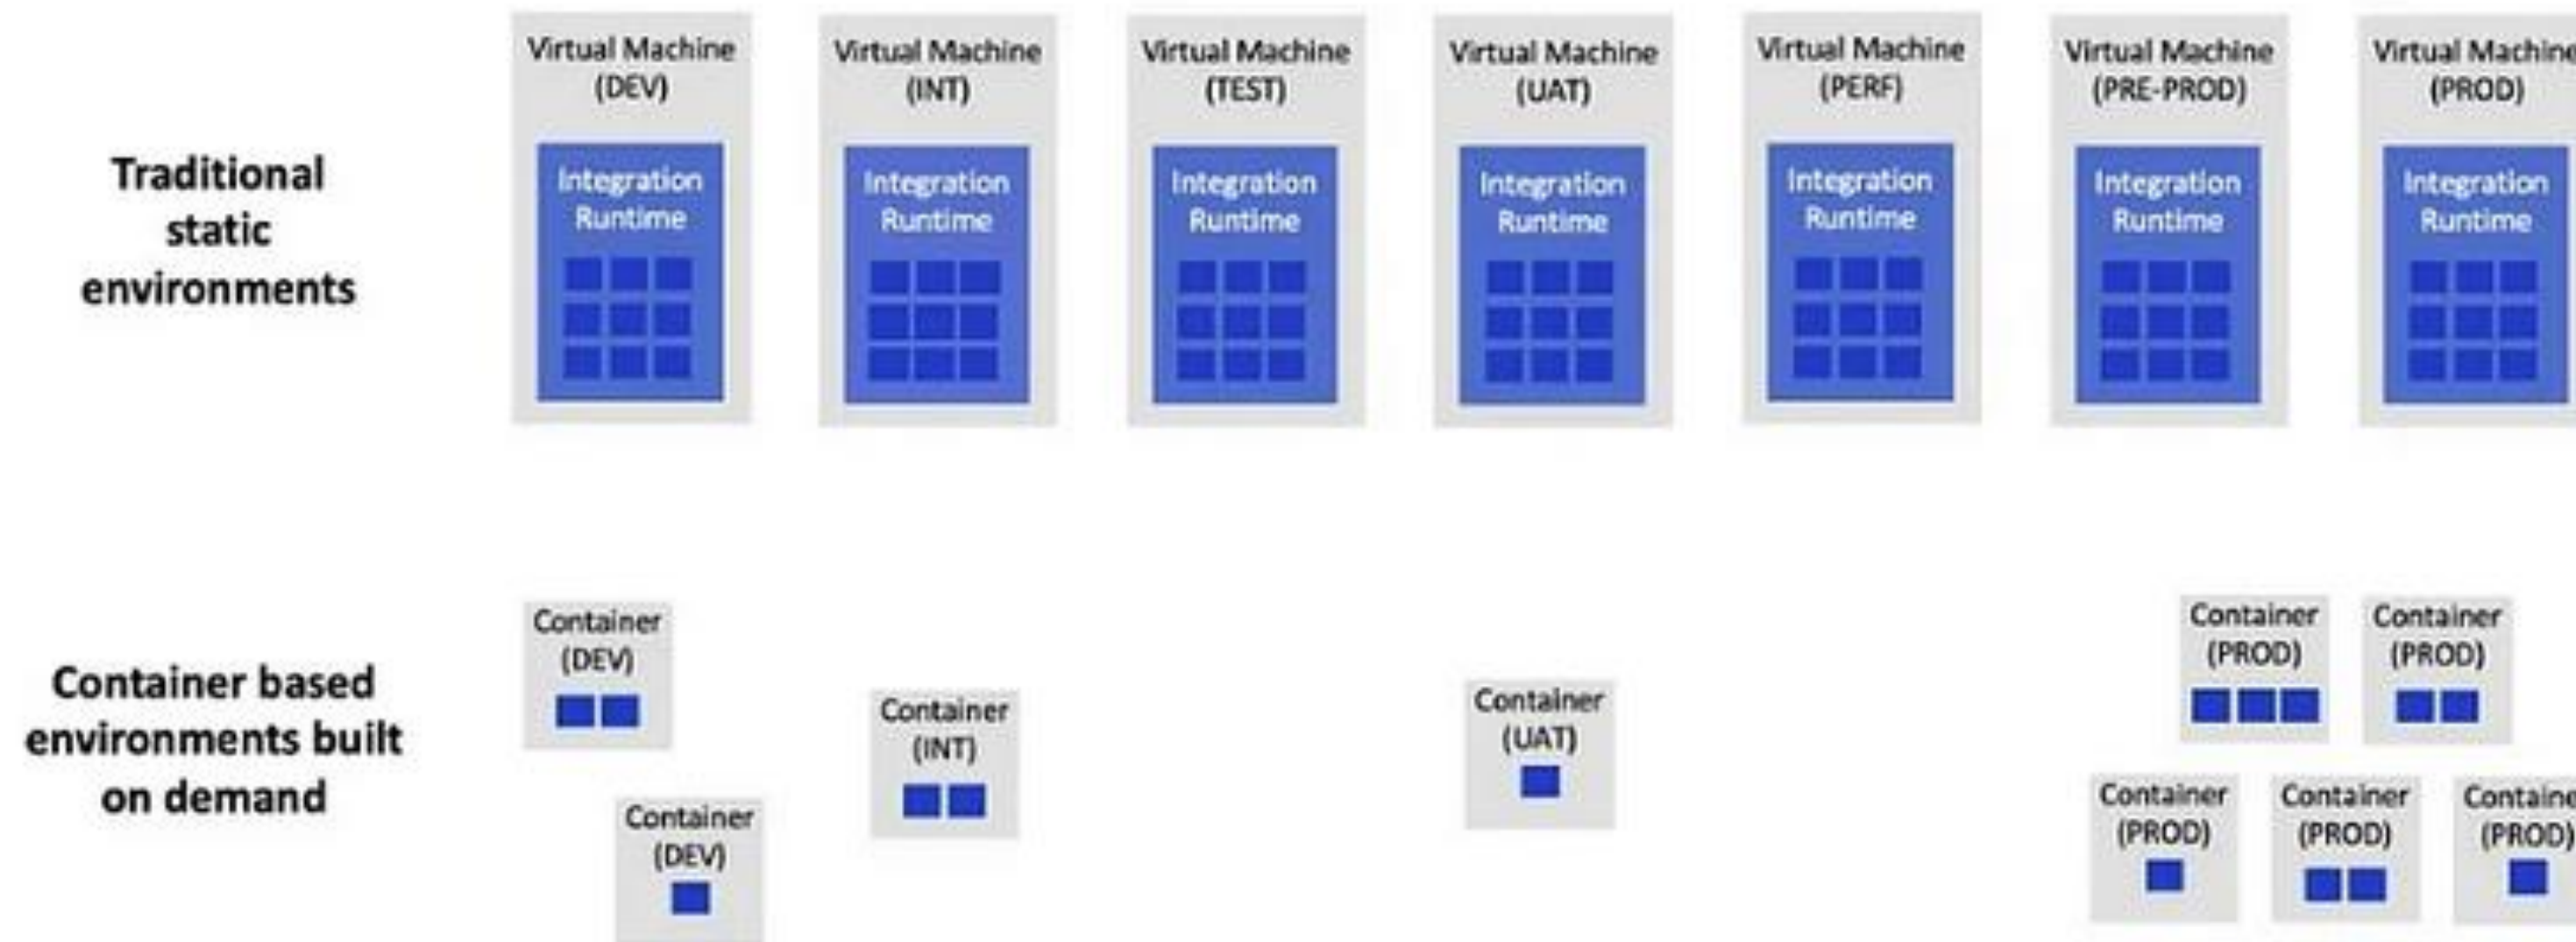 Traditional
static
environments
Virtual Machine
(DEV)
Integration
Runtime
Virtual Machine
(INT)
Integration
Runtime
Virtual Machine
(TEST)
Integration
Runtime
Virtual Machine
(UAT)
Integration
Runtime
Virtual Machine
(PERF)
Integration
Runtime
Virtual Machine
(PRE-PROD)
Integration
Runtime
Virtual Machine
(PROD)
Integration
Runtime
Container based
environments built
on demand
Container
(DEV)
Container
(DEV)
Container
(INT)
Container
(UAT)
Container
(PROD)
Container
(PROD)
Container
(PROD)
Container
(PROD)
Containe
(PROD)